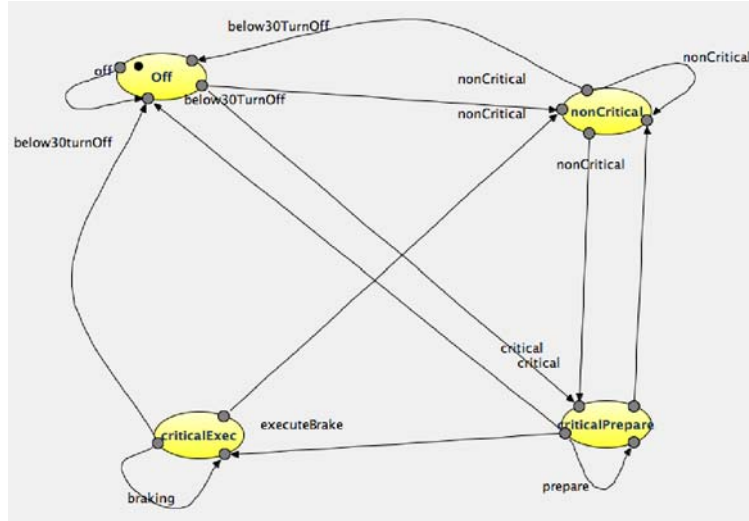 below30TurnOff
off
Off
nonCritical
nonCritical
below30TurnOff
nonCritical
nonCritical
below30turnOff
nonCritical
critical
critical
executeBrake
criticalExec
criticalPrepare
braking
prepare